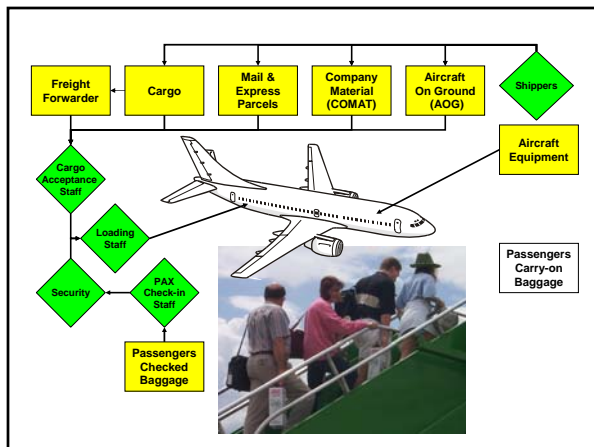 Freight
Forwarder
Cargo
Mail &
Express
Parcels
Company
Material
(COMAT)
Aircraft
On Ground
(AOG)
Shippers
Aircraft
Equipment
Cargo
Acceptance
Staff
Loading
Staff
Security
PAX
Check-in
Staff
Passengers
Carry-on
Baggage
Passengers
Checked
Baggage